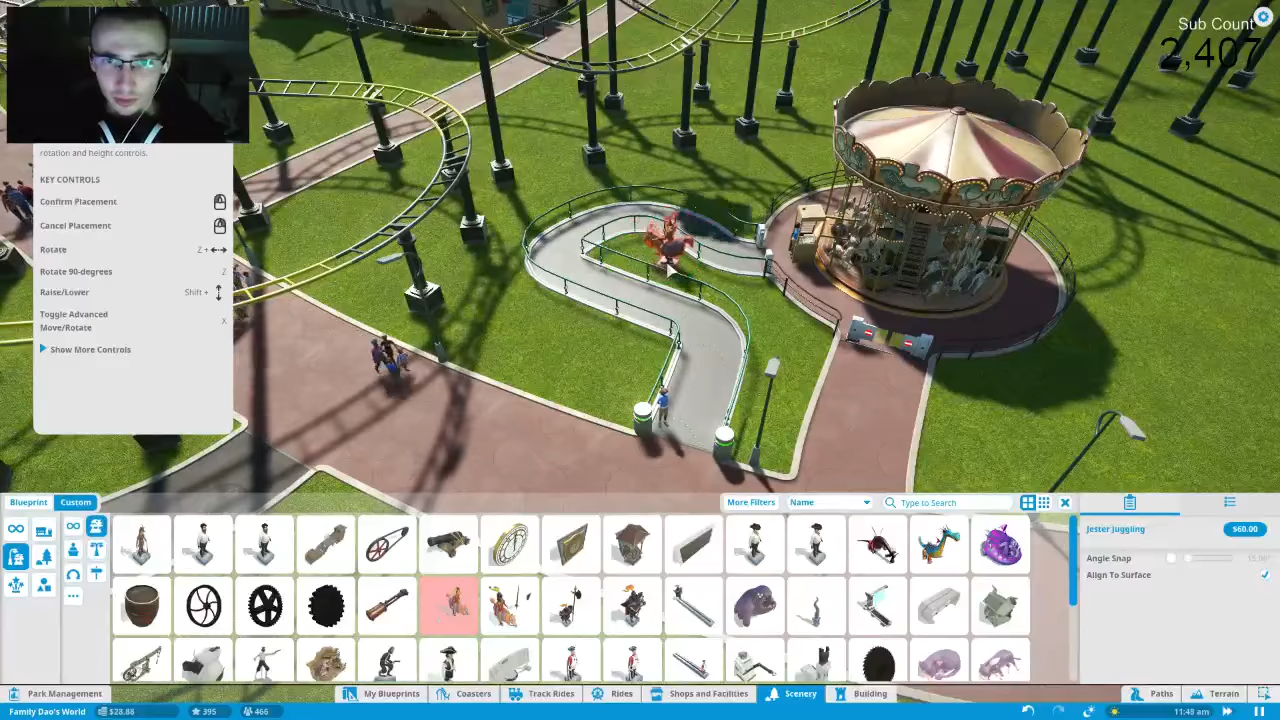 Sub Count
2,407
rotation and height controls.
KEY CONTROLS
Confirm Placement
Cancel Placement
Rotate Z +
Rotate 90-degrees Z
Raise/Lower Shift +
Toggle Advanced Move/Rotate X
Show More Controls
Blueprint Custom More Filters Name Type to Search
Jester Juggling $60.00
Angle Snap 15.00°
Align To Surface
Park Management My Blueprints Coasters Track Rides Rides Shops and Facilities Scenery Building Paths Terrain
Family Dao's World $28.88 395 466 11:48 am